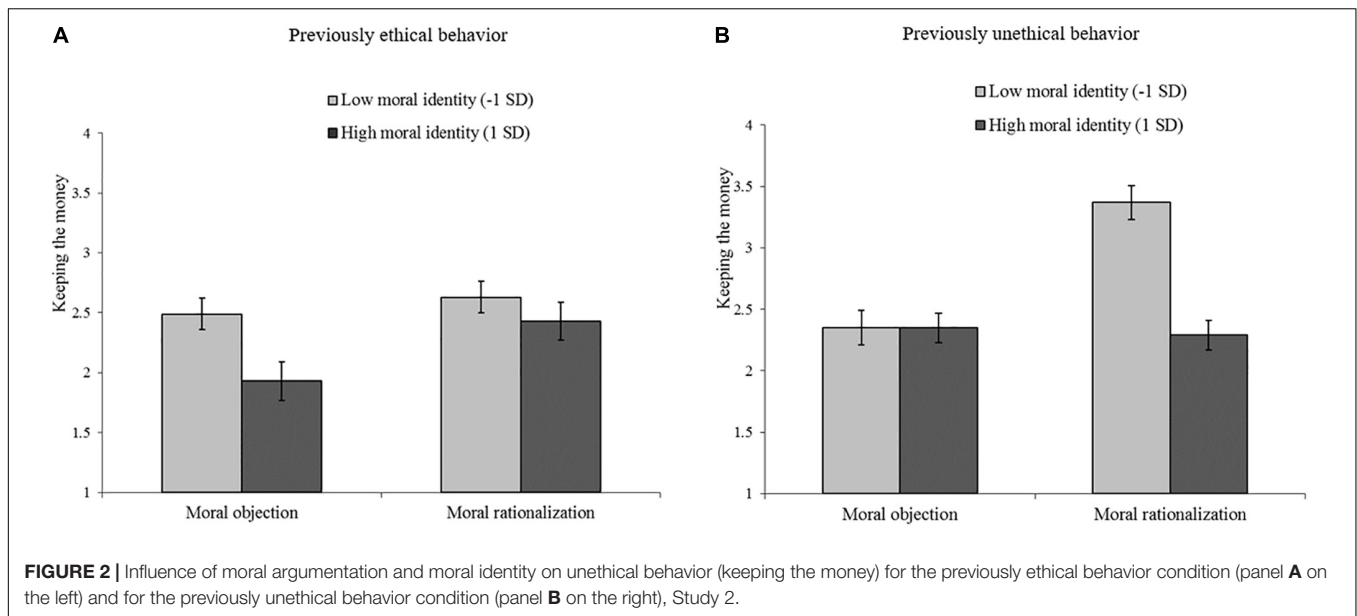 A
Previously ethical behavior
Low moral identity (-1 SD)
High moral identity (1 SD)
Keeping the money
4
3.5
3
2.5
2
1.5
1
Moral objection
Moral rationalization
B
Previously unethical behavior
Low moral identity (-1 SD)
High moral identity (1 SD)
Keeping the money
4
3.5
3
2.5
2
1.5
1
Moral objection
Moral rationalization
FIGURE 2 | Influence of moral argumentation and moral identity on unethical behavior (keeping the money) for the previously ethical behavior condition (panel A on
the left) and for the previously unethical behavior condition (panel B on the right), Study 2.